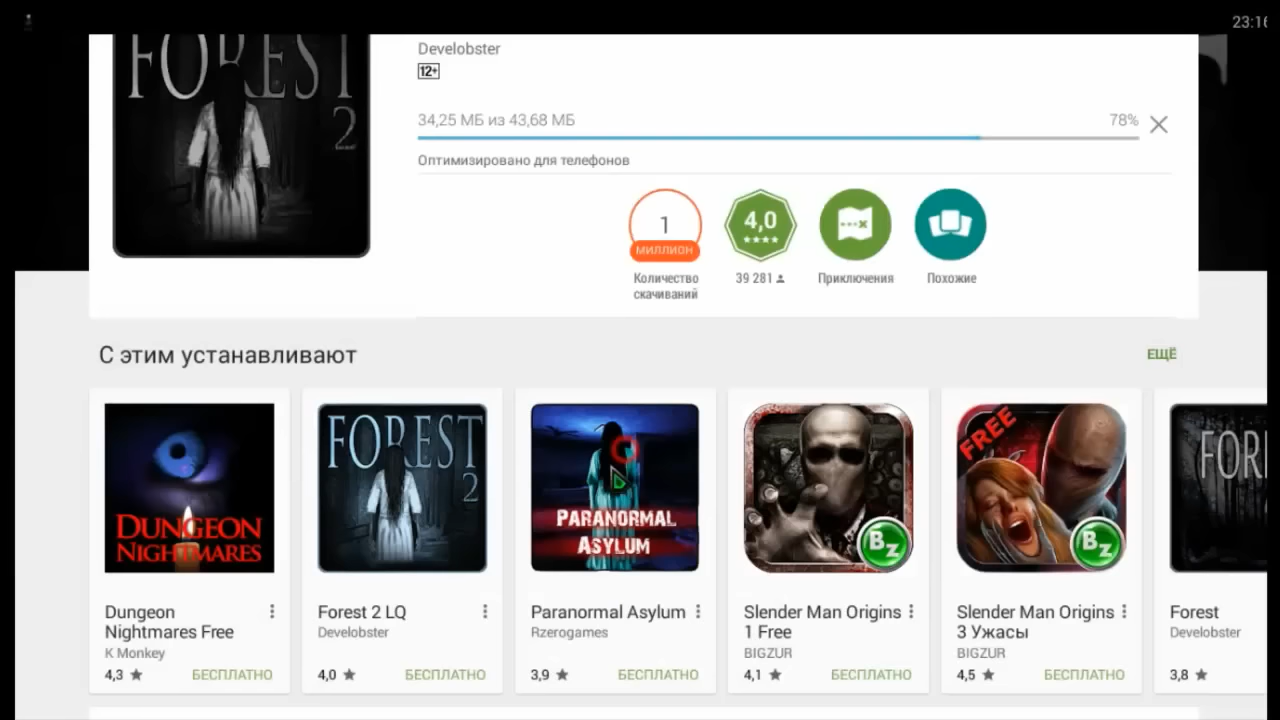 23:16
FOREST
2
Develobster
12+
34,25 МБ из 43,68 МБ
78%
Оптимизировано для телефонов
1
МИЛЛИОН
4,0
Количество
скачиваний
39 281
Приключения
Похожие
С этим устанавливают
ЕЩЁ
DUNGEON
NIGHTMARES
FOREST
2
PARANORMAL
ASYLUM
Bz
FREE
Bz
FOR
Dungeon
Nightmares Free
K Monkey
4,3
БЕСПЛАТНО
Forest 2 LQ
Develobster
4,0
БЕСПЛАТНО
Paranormal Asylum
Rzerogames
3,9
БЕСПЛАТНО
Slender Man Origins
1 Free
BIGZUR
4,1
БЕСПЛАТНО
Slender Man Origins
3 Ужасы
BIGZUR
4,5
БЕСПЛАТНО
Forest
Develobster
3,8